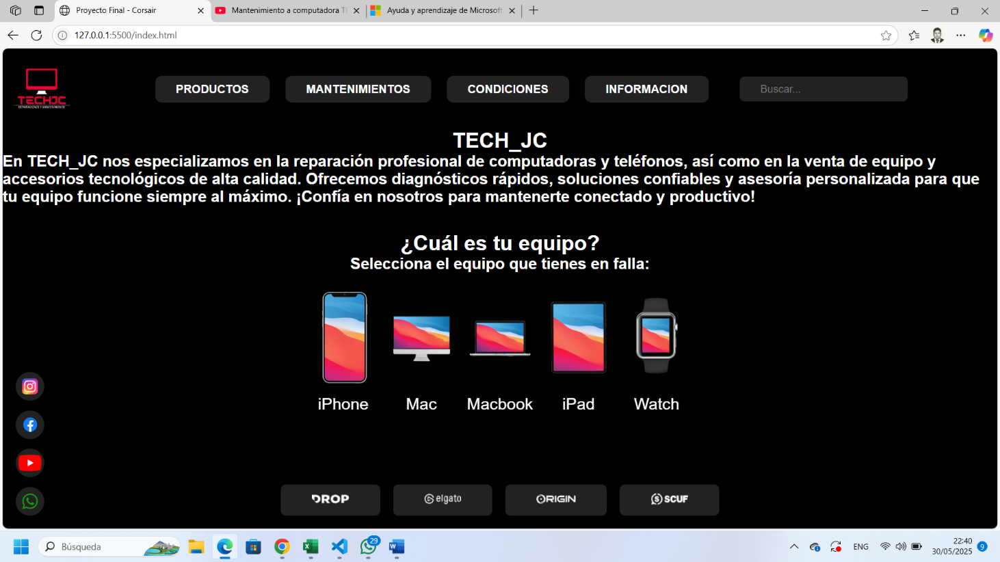 Proyecto Final - Corsair
Mantenimiento a computadora
Ayuda y aprendizaje de Microsoft
127.0.0.1:5500/index.html
TECHJC
REPARACIONES Y MANTENIMIENTO
PRODUCTOS
MANTENIMIENTOS
CONDICIONES
INFORMACION
Buscar...
TECH_JC
En TECH_JC nos especializamos en la reparación profesional de computadoras y teléfonos, así como en la venta de equipo y
accesorios tecnológicos de alta calidad. Ofrecemos diagnósticos rápidos, soluciones confiables y asesoría personalizada para que
tu equipo funcione siempre al máximo. ¡Confía en nosotros para mantenerte conectado y productivo!
¿Cuál es tu equipo?
Selecciona el equipo que tienes en falla:
iPhone
Mac
Macbook
iPad
Watch
DROP
elgato
ORIGIN
SCUF
Búsqueda
29
ENG
22:40
30/05/2025
9